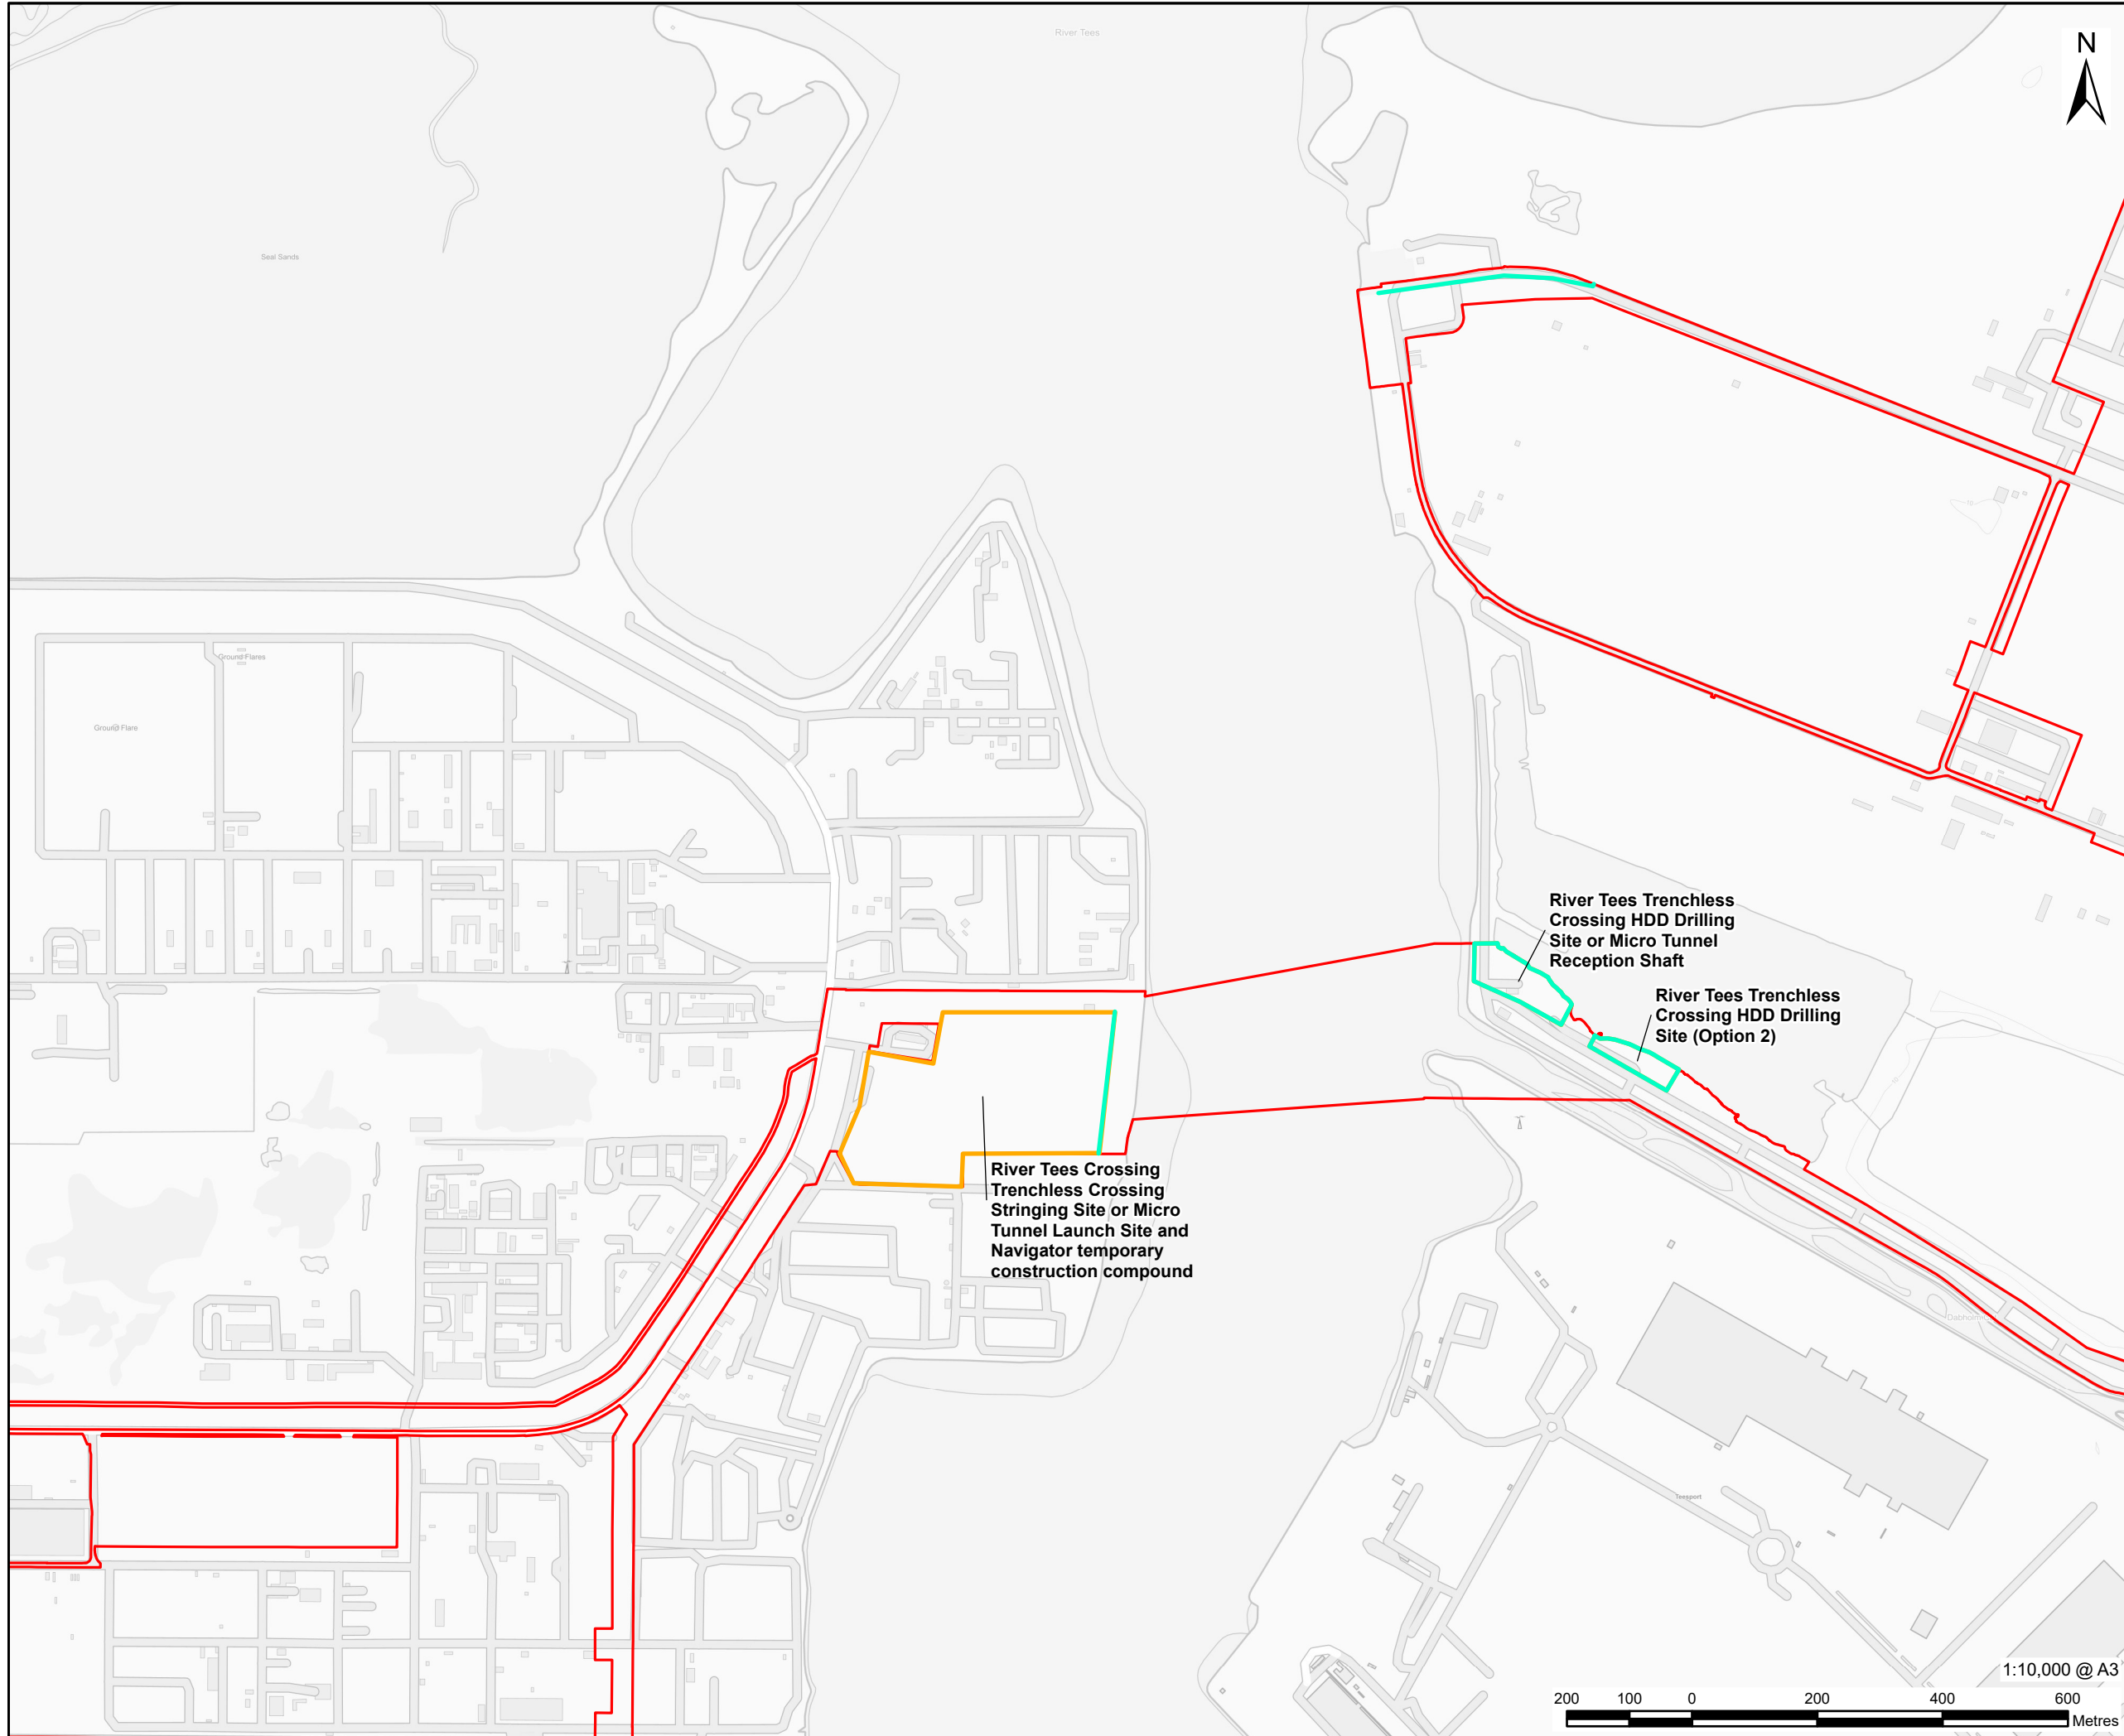 River Tees
N
Seal Sands
Ground Flares
Ground Flare
River Tees Trenchless
Crossing HDD Drilling
Site or Micro Tunnel
Reception Shaft
River Tees Trenchless
Crossing HDD Drilling
Site (Option 2)
River Tees Crossing
Trenchless Crossing
Stringing Site or Micro
Tunnel Launch Site and
Navigator temporary
construction compound
Teesport
1:10,000 @ A3
200 100 0 200 400 600
Metres